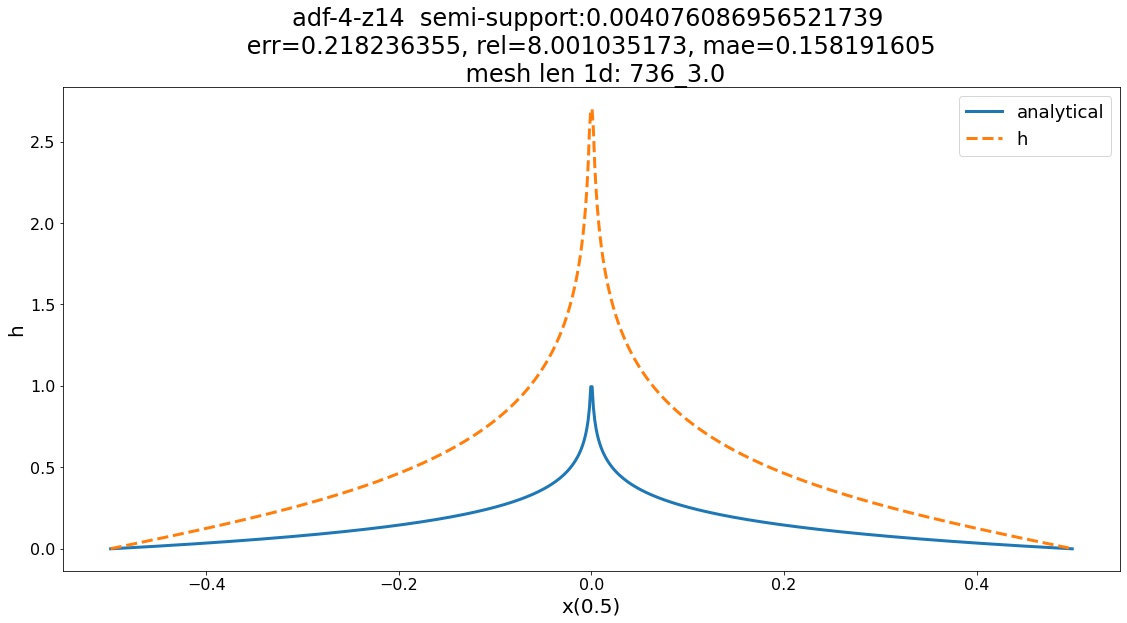 adf-4-z14  semi-support:0.004076086956521739
err=0.218236355, rel=8.001035173, mae=0.158191605
mesh len 1d: 736_3.0
analytical
h
2.5
2.0
1.5
1.0
0.5
0.0
h
−0.4
−0.2
0.0
0.2
0.4
x(0.5)